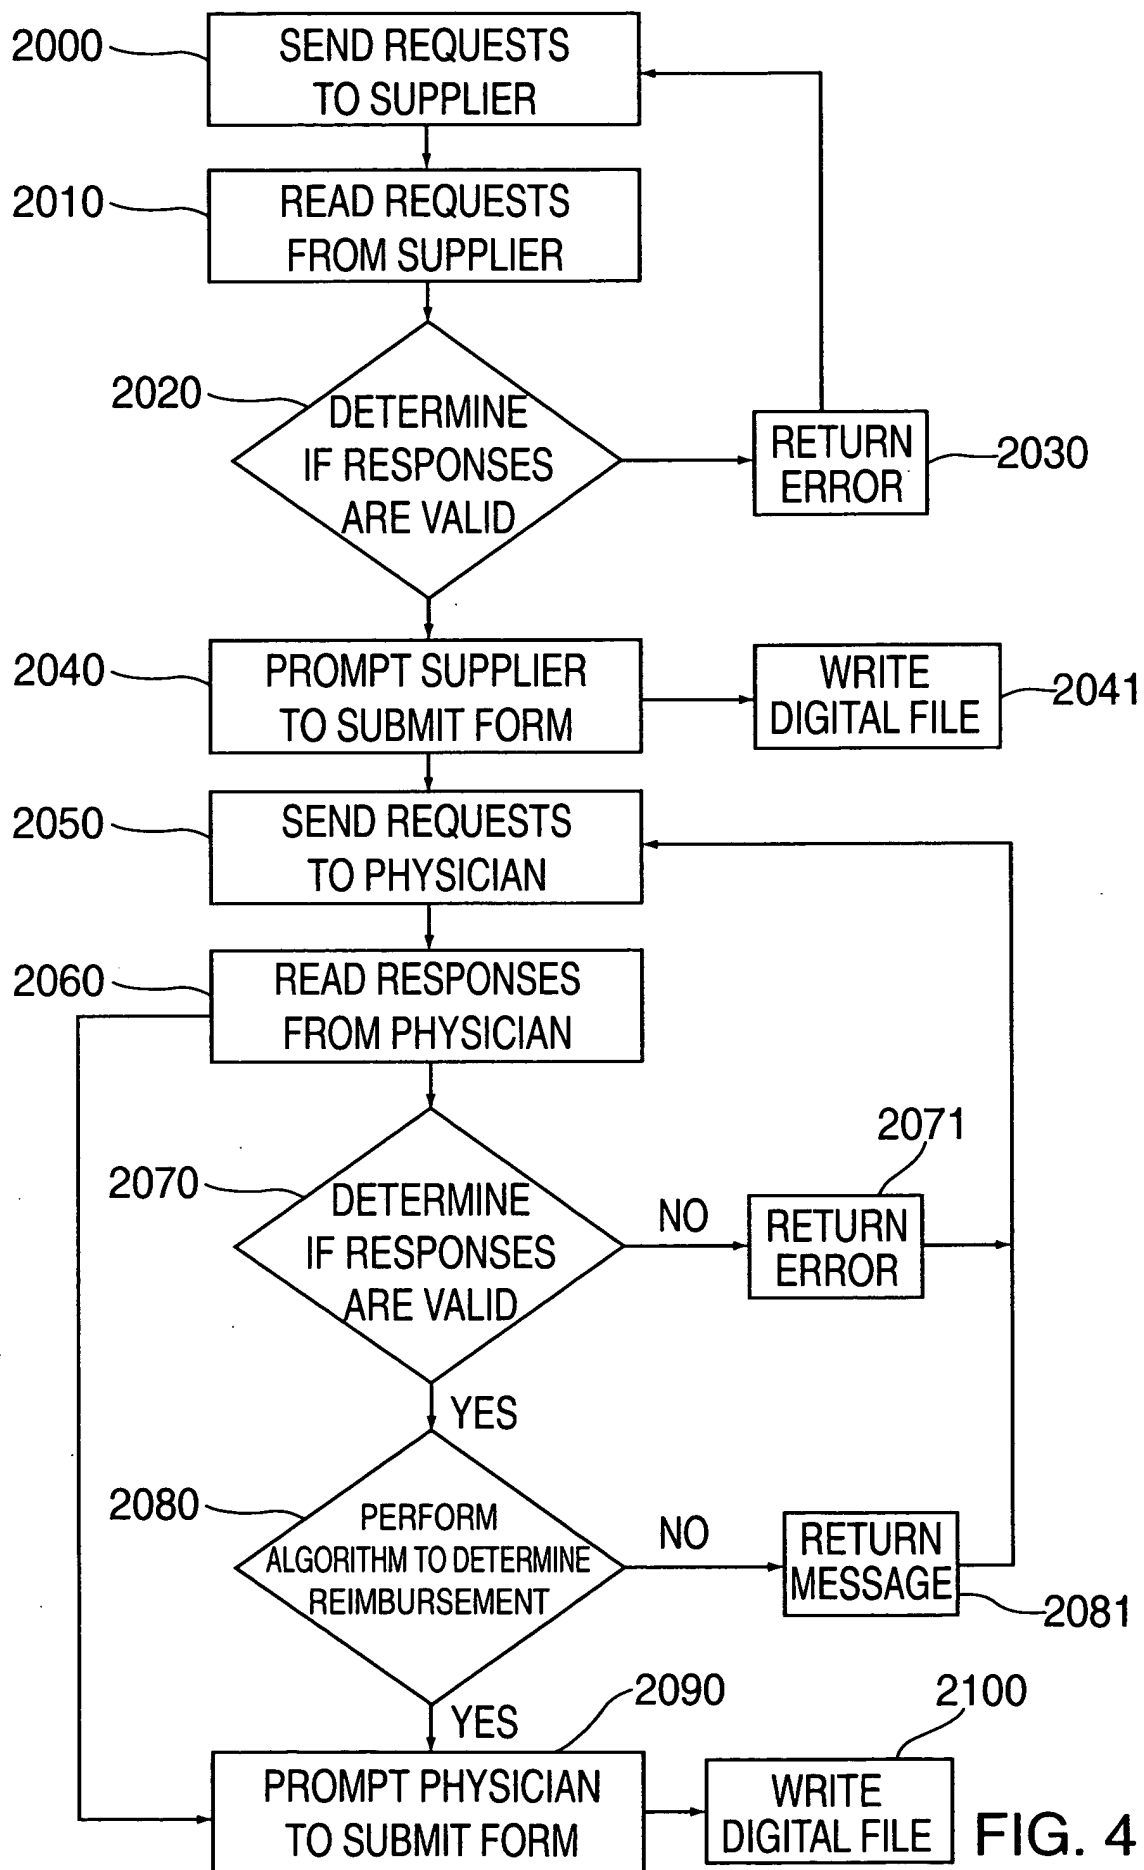 2000
SEND REQUESTS
TO SUPPLIER
2010
READ REQUESTS
FROM SUPPLIER
2020
DETERMINE
IF RESPONSES
ARE VALID
RETURN
ERROR
2030
2040
PROMPT SUPPLIER
TO SUBMIT FORM
WRITE
DIGITAL FILE
2041
2050
SEND REQUESTS
TO PHYSICIAN
2060
READ RESPONSES
FROM PHYSICIAN
2070
DETERMINE
IF RESPONSES
ARE VALID
NO
2071
RETURN
ERROR
YES
2080
PERFORM
ALGORITHM TO DETERMINE
REIMBURSEMENT
NO
RETURN
MESSAGE
2081
YES
2090
PROMPT PHYSICIAN
TO SUBMIT FORM
2100
WRITE
DIGITAL FILE
FIG. 4